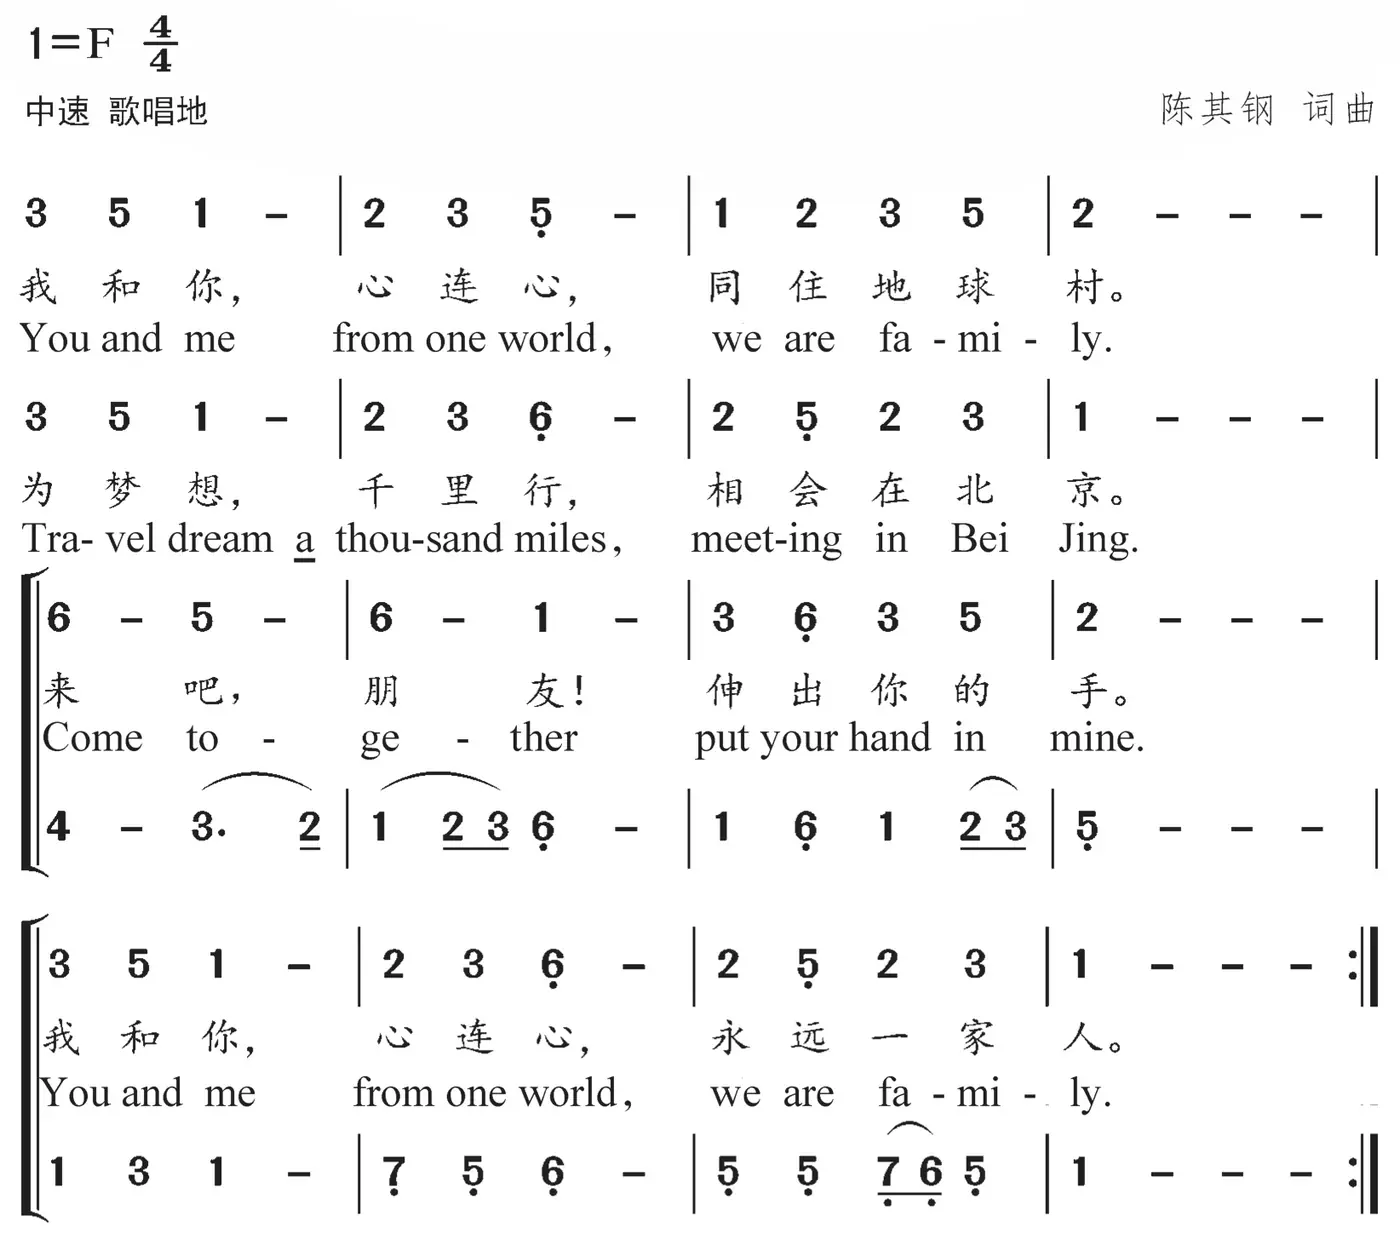 1=F 4/4
中速 歌唱地
陈其钢 词曲
3 5 1 – | 2 3 5̣ – | 1 2 3 5 | 2 – – – |
我 和 你, 心 连 心, 同 住 地 球 村。
You and me from one world, we are fa - mi - ly.
3 5 1 – | 2 3 6̣ – | 2 5̣ 2 3 | 1 – – – |
为 梦 想, 千 里 行, 相 会 在 北 京。
Tra- vel dream a thou-sand miles, meet-ing in Bei Jing.
6 – 5 – | 6 – 1 – | 3 6̣ 3 5 | 2 – – – |
来 吧, 朋 友! 伸 出 你 的 手。
Come to - ge - ther put your hand in mine.
4 – 3. 2 | 1 2 3 6̣ – | 1 6̣ 1 2 3 | 5̣ – – – |
3 5 1 – | 2 3 6̣ – | 2 5̣ 2 3 | 1 – – – :|
我 和 你, 心 连 心, 永 远 一 家 人。
You and me from one world, we are fa - mi - ly.
1 3 1 – | 7̣ 5̣ 6̣ – | 5̣ 5̣ 7̣ 6̣ 5̣ | 1 – – – :|